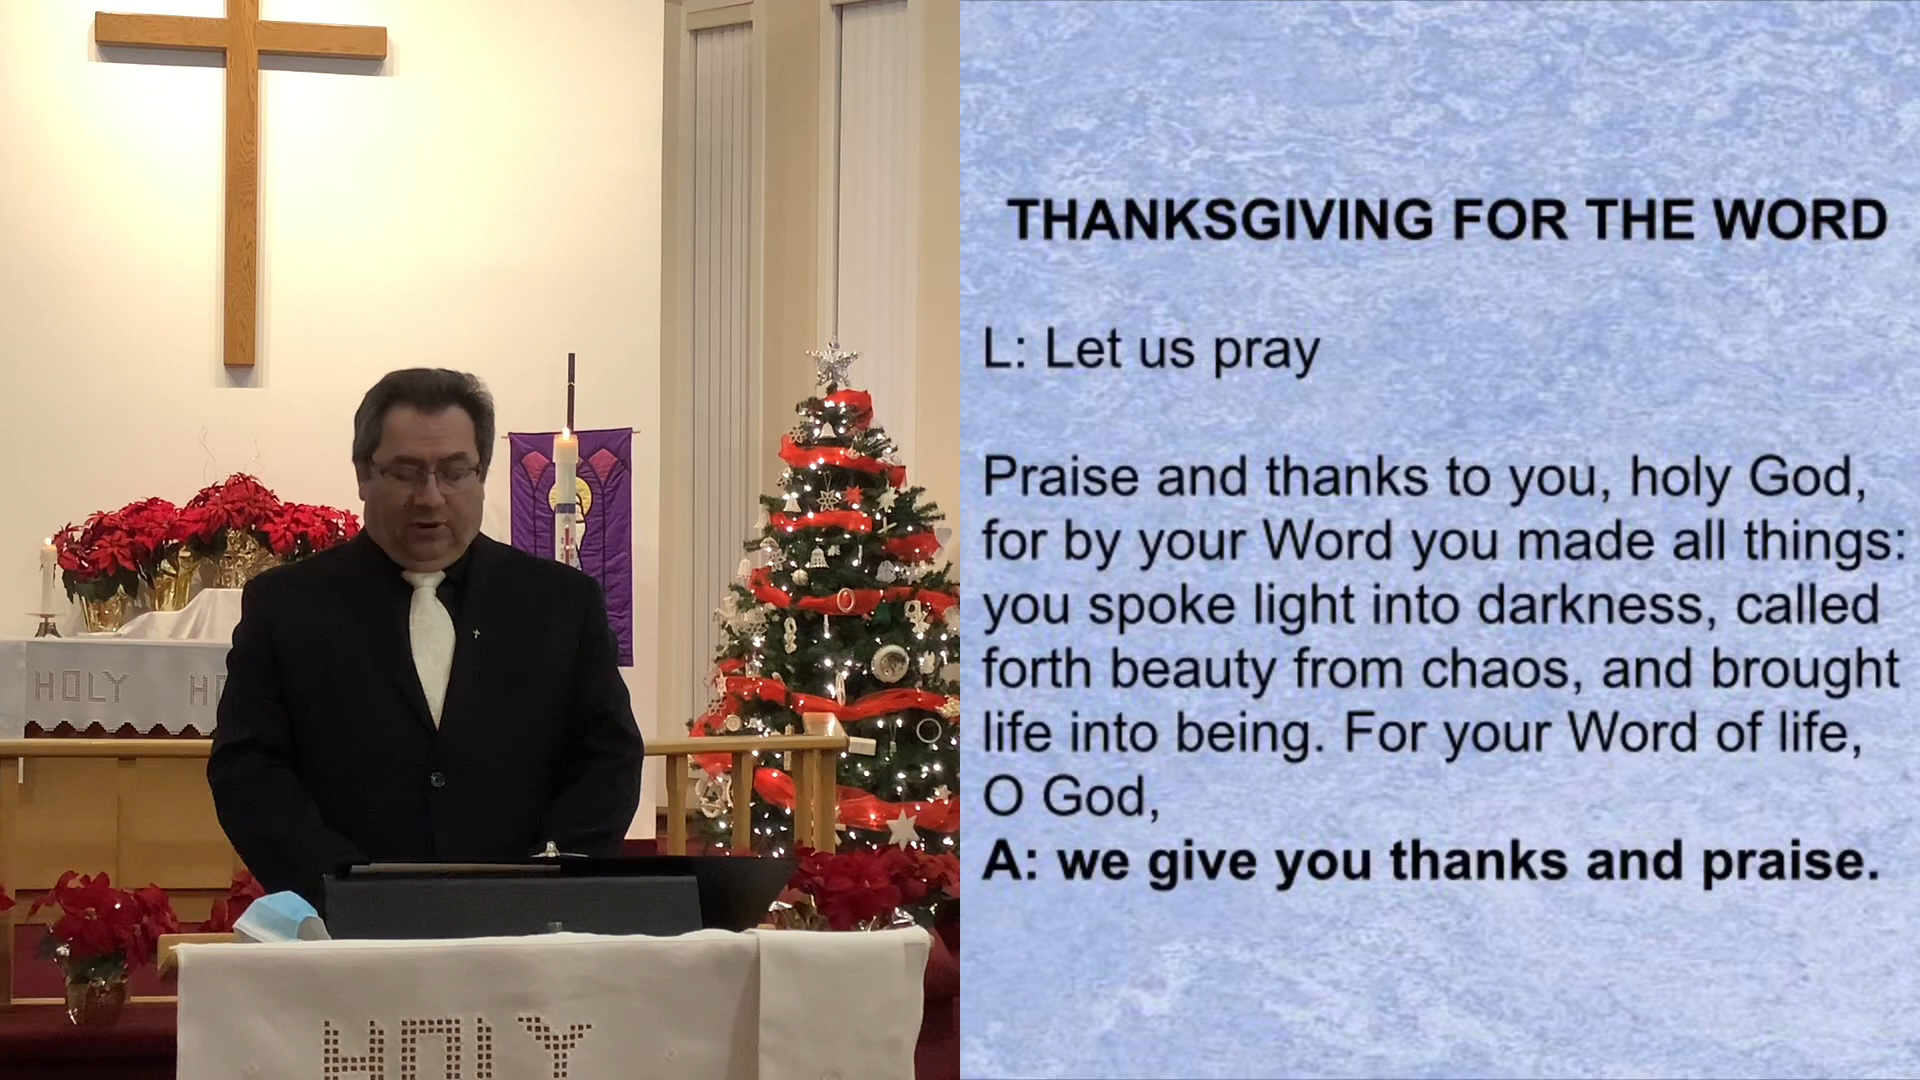 HOLY
HO
HOLY
THANKSGIVING FOR THE WORD
L: Let us pray
Praise and thanks to you, holy God,
for by your Word you made all things:
you spoke light into darkness, called
forth beauty from chaos, and brought
life into being. For your Word of life,
O God,
A: we give you thanks and praise.